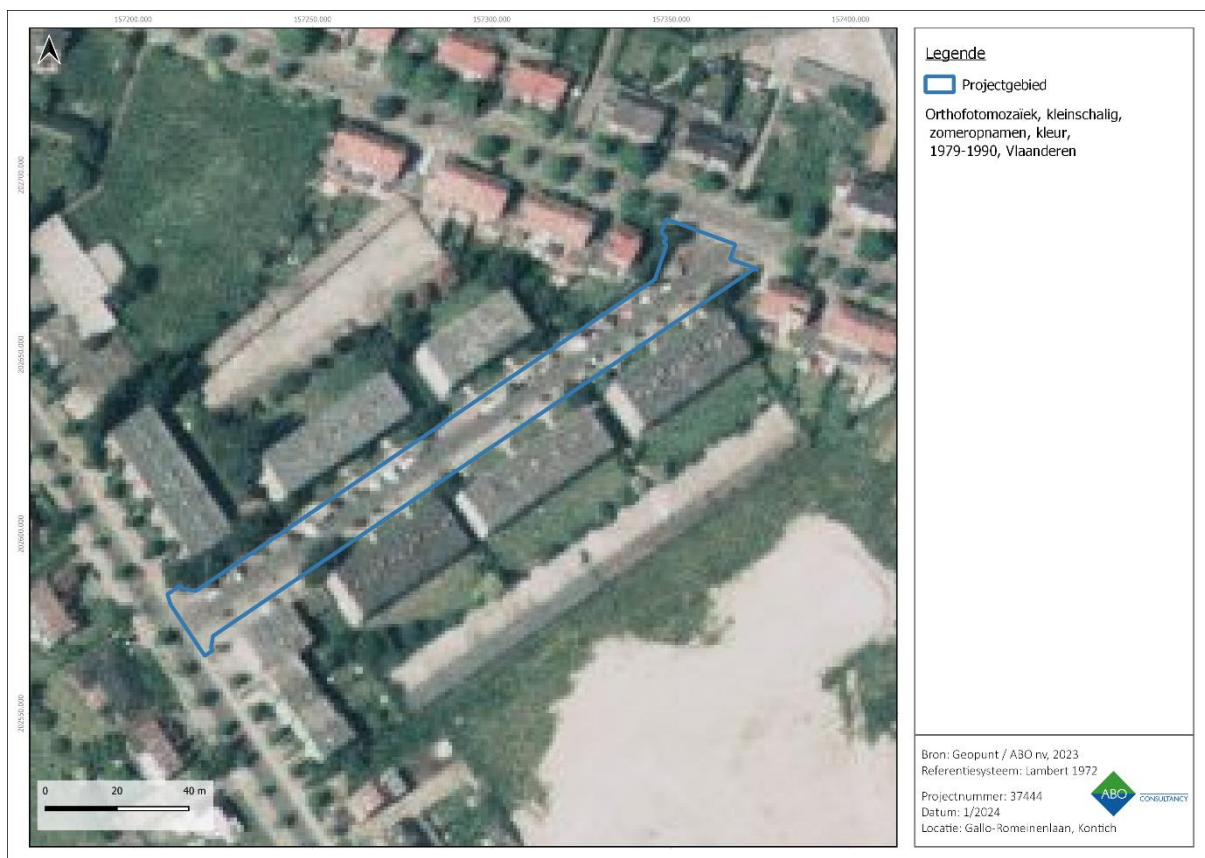 157200.000
157250.000
157300.000
157350.000
157400.000
202700.000
202650.000
202600.000
202550.000
0 20 40 m
Legende
Projectgebied
Orthofotomozaïek, kleinschalig,
zomeropnamen, kleur,
1979-1990, Vlaanderen
Bron: Geopunt / ABO nv, 2023
Referentiesysteem: Lambert 1972
Projectnummer: 37444
Datum: 1/2024
Locatie: Gallo-Romeinenlaan, Kontich
ABO
CONSULTANCY